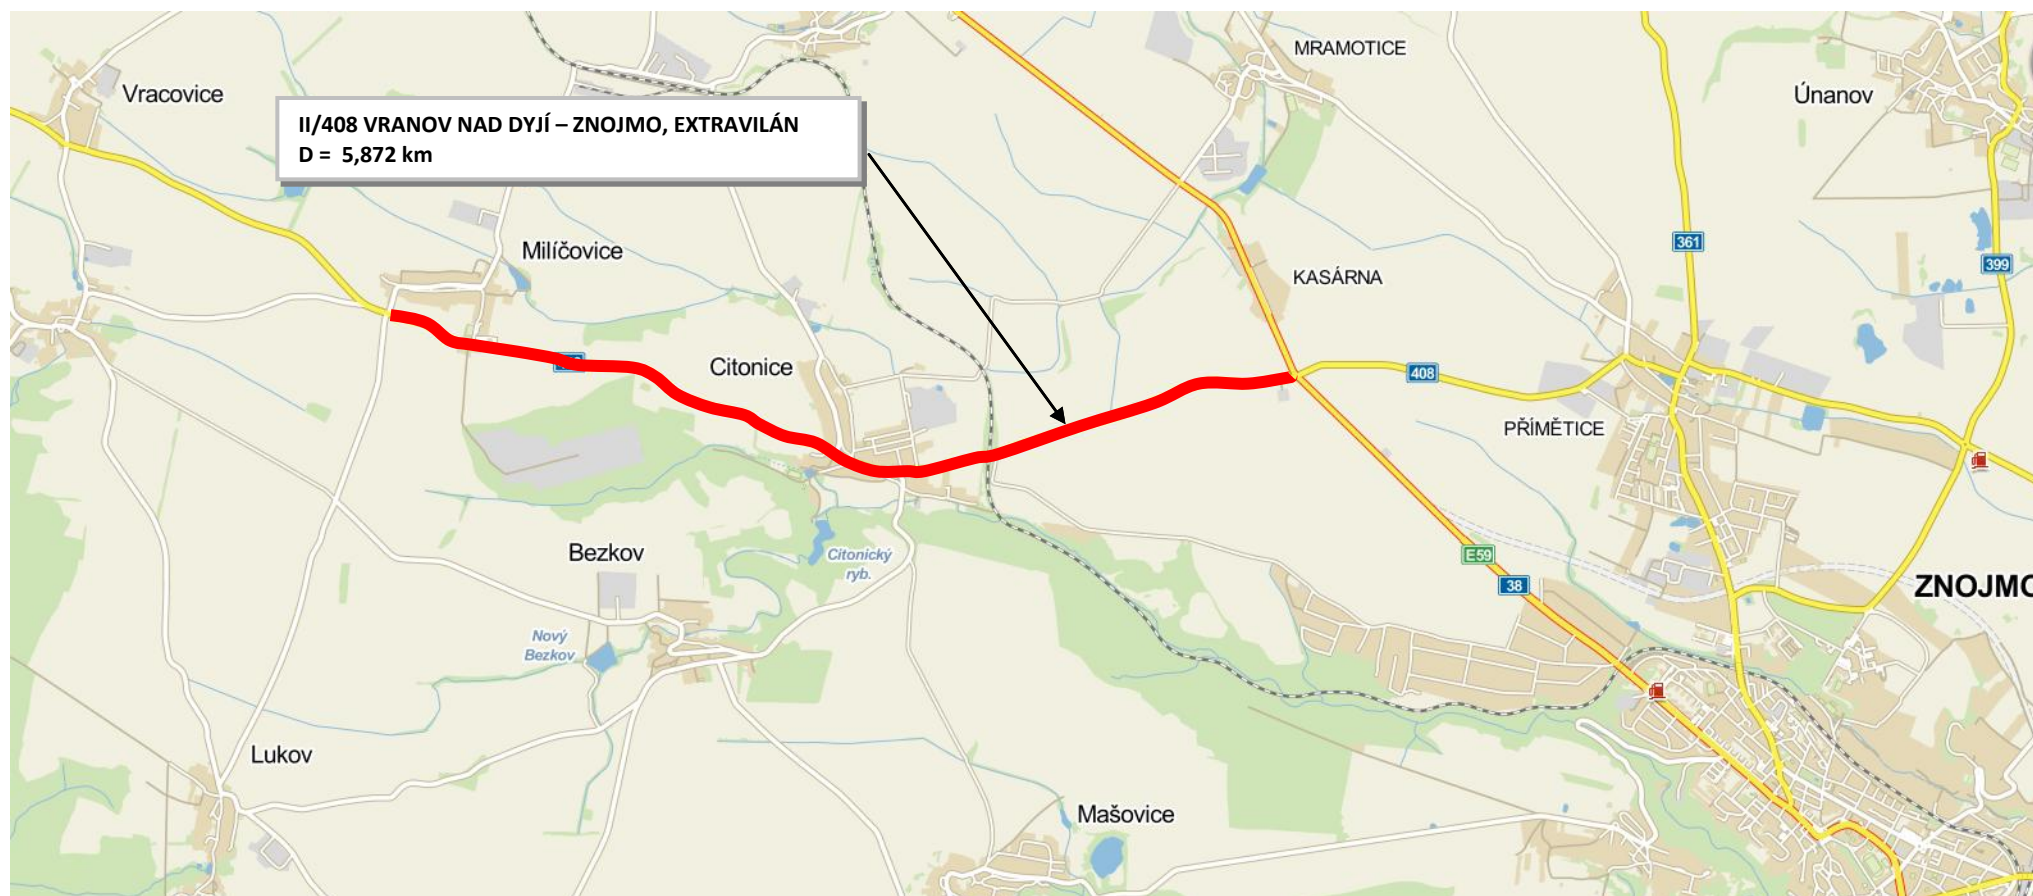 MRAMOTICE
Vracovice
Únanov
II/408 VRANOV NAD DYJÍ – ZNOJMO, EXTRAVILÁN
D = 5,872 km
Milíčovice
361
399
KASÁRNA
Citonice
408
PŘÍMĚTICE
Bezkov
Citonický
ryb.
E59
38
ZNOJMO
Nový
Bezkov
Lukov
Mašovice